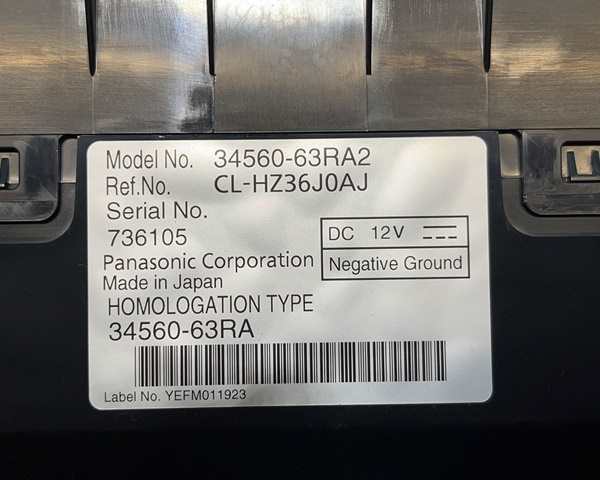 Model No. 34560-63RA2
Ref.No. CL-HZ36J0AJ
Serial No.
736105
DC 12V ⎓
Panasonic Corporation
Negative Ground
Made in Japan
HOMOLOGATION TYPE
34560-63RA
Label No. YEFM011923